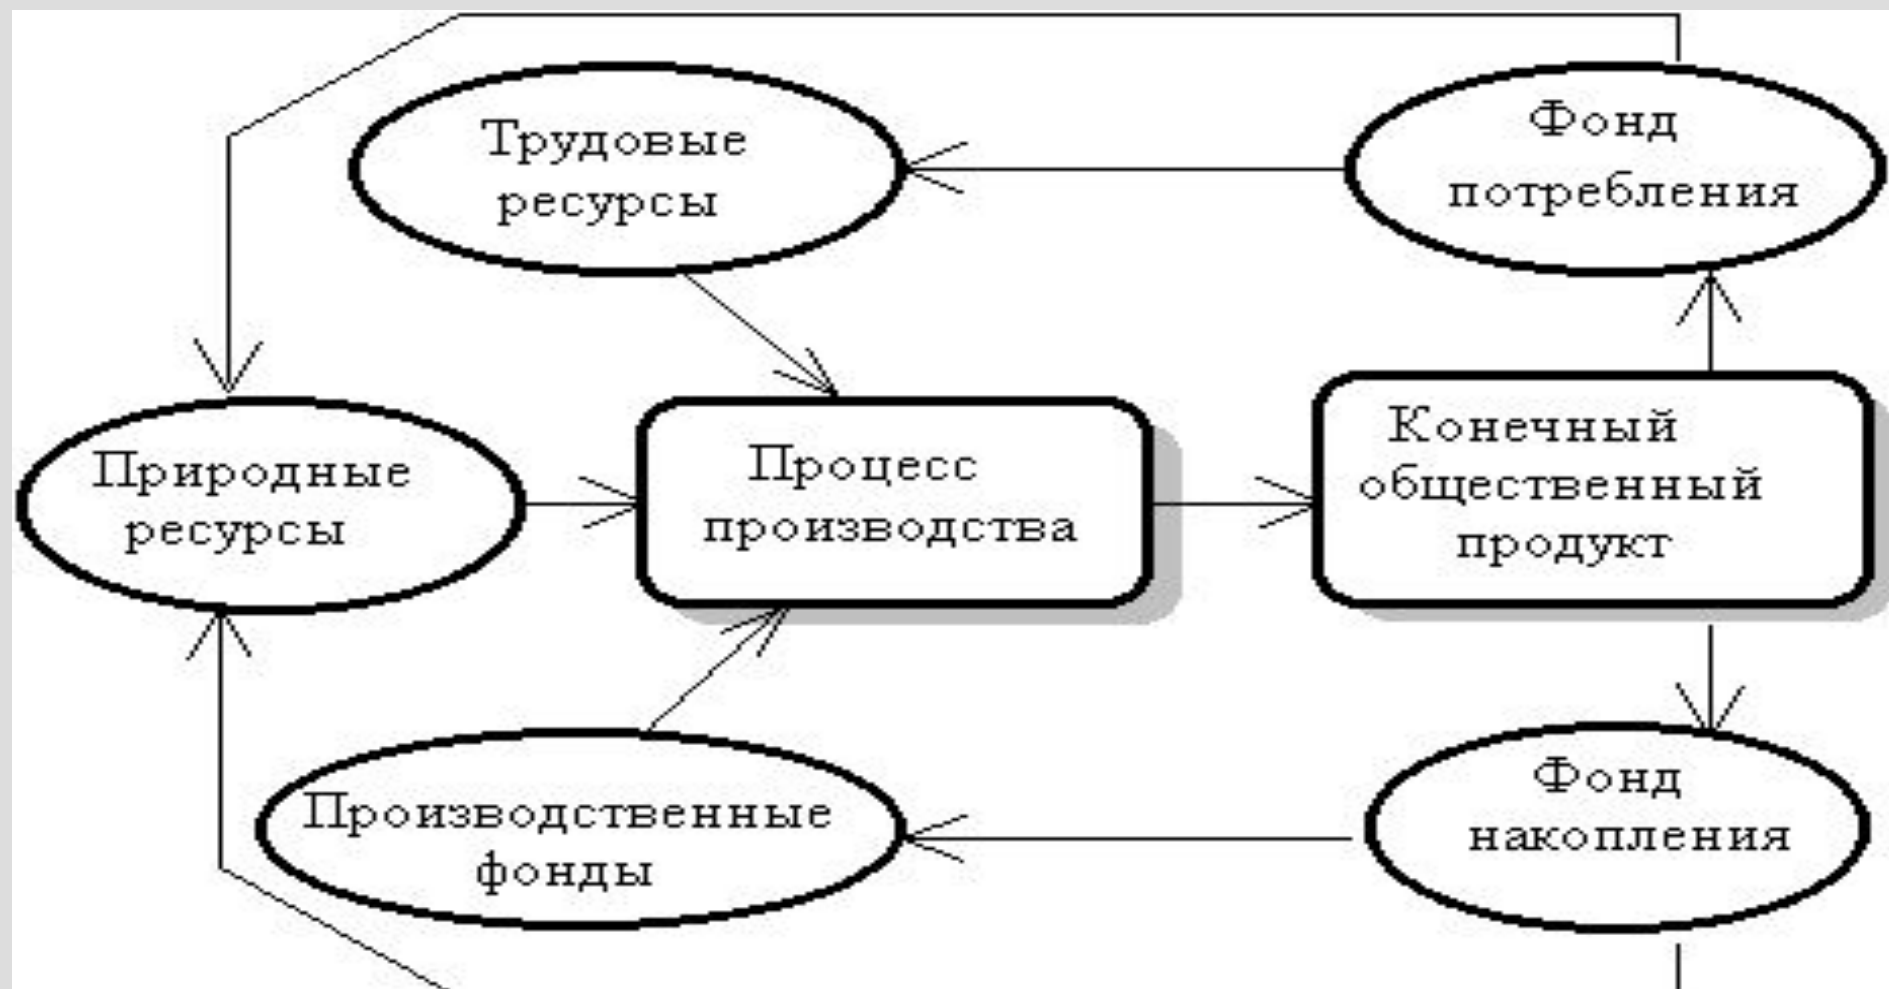 Трудовые
ресурсы
Фонд
потребления
Природные
ресурсы
Процесс
производства
Конечный
общественный
продукт
Производственные
фонды
Фонд
накопления